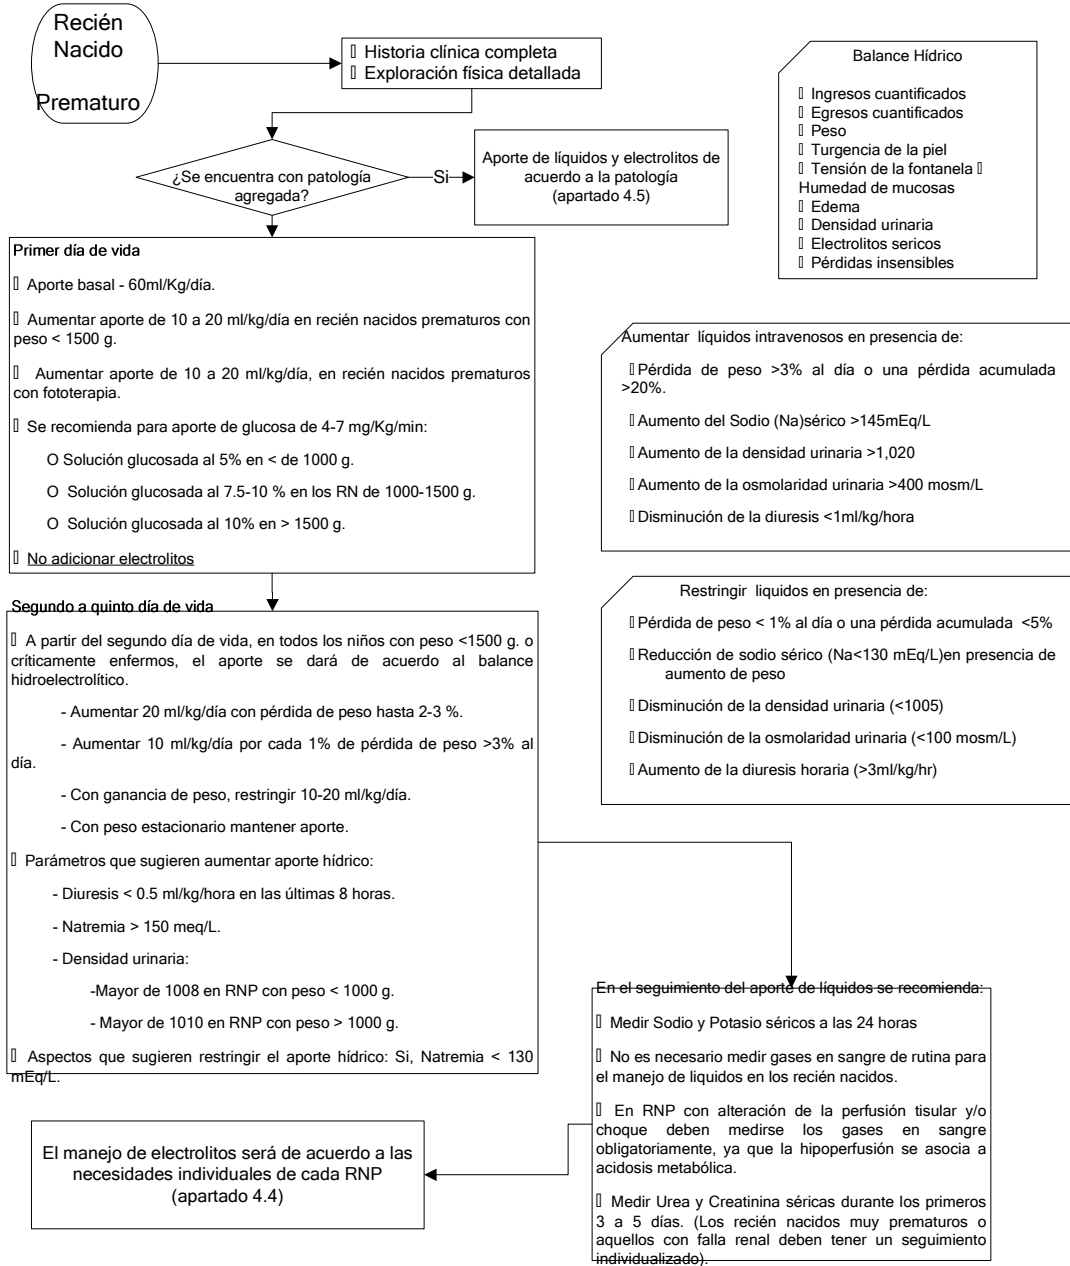 Recién
Nacido
Prematuro
▯ Historia clínica completa
▯ Exploración física detallada
¿Se encuentra con patología
agregada?
Si
Aporte de líquidos y electrolitos de
acuerdo a la patología
(apartado 4.5)
Balance Hídrico
▯ Ingresos cuantificados
▯ Egresos cuantificados
▯ Peso
▯ Turgencia de la piel
▯ Tensión de la fontanela ▯
Humedad de mucosas
▯ Edema
▯ Densidad urinaria
▯ Electrolitos sericos
▯ Pérdidas insensibles
Primer día de vida
▯ Aporte basal - 60ml/Kg/día.
▯ Aumentar aporte de 10 a 20 ml/kg/día en recién nacidos prematuros con
peso < 1500 g.
▯ Aumentar aporte de 10 a 20 ml/kg/día, en recién nacidos prematuros
con fototerapia.
▯ Se recomienda para aporte de glucosa de 4-7 mg/Kg/min:
O Solución glucosada al 5% en < de 1000 g.
O Solución glucosada al 7.5-10 % en los RN de 1000-1500 g.
O Solución glucosada al 10% en > 1500 g.
▯ No adicionar electrolitos
Aumentar líquidos intravenosos en presencia de:
▯ Pérdida de peso >3% al día o una pérdida acumulada
>20%.
▯ Aumento del Sodio (Na)sérico >145mEq/L
▯ Aumento de la densidad urinaria >1,020
▯ Aumento de la osmolaridad urinaria >400 mosm/L
▯ Disminución de la diuresis <1ml/kg/hora
Segundo a quinto día de vida
▯ A partir del segundo día de vida, en todos los niños con peso <1500 g. o
críticamente enfermos, el aporte se dará de acuerdo al balance
hidroelectrolítico.
- Aumentar 20 ml/kg/día con pérdida de peso hasta 2-3 %.
- Aumentar 10 ml/kg/día por cada 1% de pérdida de peso >3% al
día.
- Con ganancia de peso, restringir 10-20 ml/kg/día.
- Con peso estacionario mantener aporte.
▯ Parámetros que sugieren aumentar aporte hídrico:
- Diuresis < 0.5 ml/kg/hora en las últimas 8 horas.
- Natremia > 150 meq/L.
- Densidad urinaria:
-Mayor de 1008 en RNP con peso < 1000 g.
- Mayor de 1010 en RNP con peso > 1000 g.
▯ Aspectos que sugieren restringir el aporte hídrico: Si, Natremia < 130
mEq/L.
Restringir liquidos en presencia de:
▯ Pérdida de peso < 1% al día o una pérdida acumulada <5%
▯ Reducción de sodio sérico (Na<130 mEq/L)en presencia de
aumento de peso
▯ Disminución de la densidad urinaria (<1005)
▯ Disminución de la osmolaridad urinaria (<100 mosm/L)
▯ Aumento de la diuresis horaria (>3ml/kg/hr)
En el seguimiento del aporte de líquidos se recomienda:
▯ Medir Sodio y Potasio séricos a las 24 horas
▯ No es necesario medir gases en sangre de rutina para
el manejo de liquidos en los recién nacidos.
▯ En RNP con alteración de la perfusión tisular y/o
choque deben medirse los gases en sangre
obligatoriamente, ya que la hipoperfusión se asocia a
acidosis metabólica.
▯ Medir Urea y Creatinina séricas durante los primeros
3 a 5 días. (Los recién nacidos muy prematuros o
aquellos con falla renal deben tener un seguimiento
individualizado).
El manejo de electrolitos será de acuerdo a las
necesidades individuales de cada RNP
(apartado 4.4)